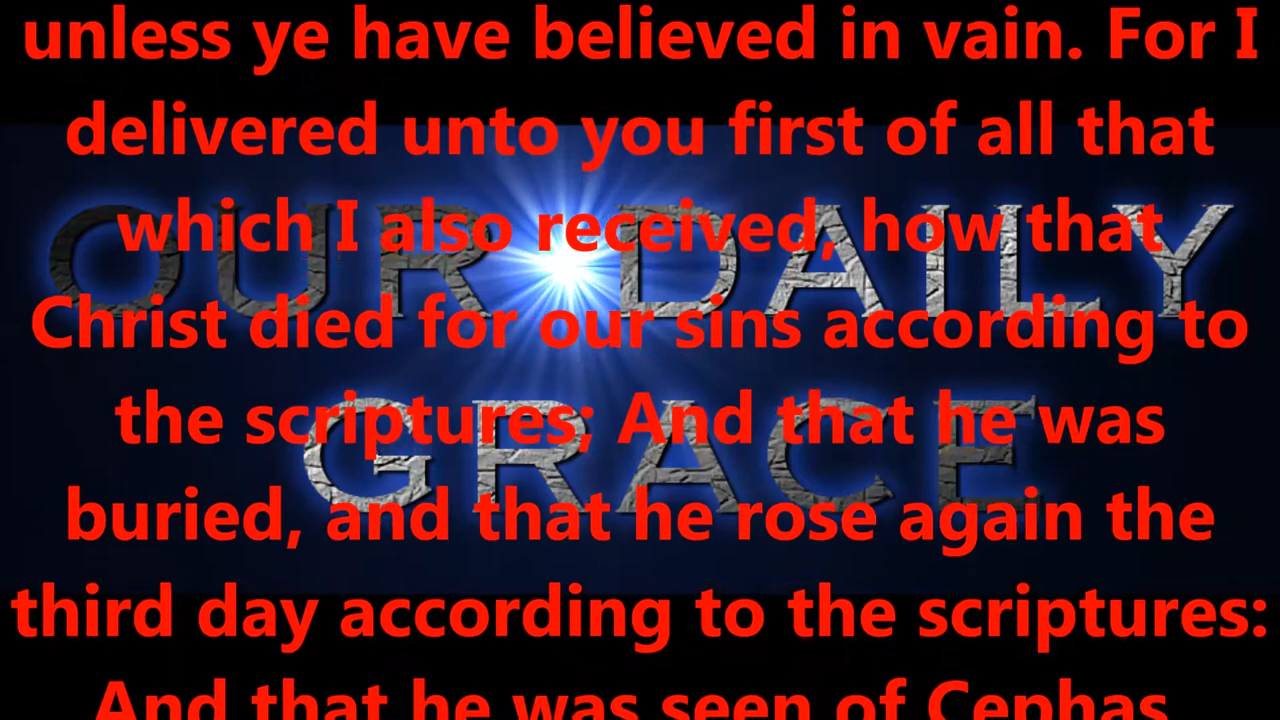 unless ye have believed in vain. For I
delivered unto you first of all that
which I also received, how that
Christ died for our sins according to
the scriptures; And that he was
buried, and that he rose again the
third day according to the scriptures:
And that he was seen of Cephas
OUR DAILY
GRACE